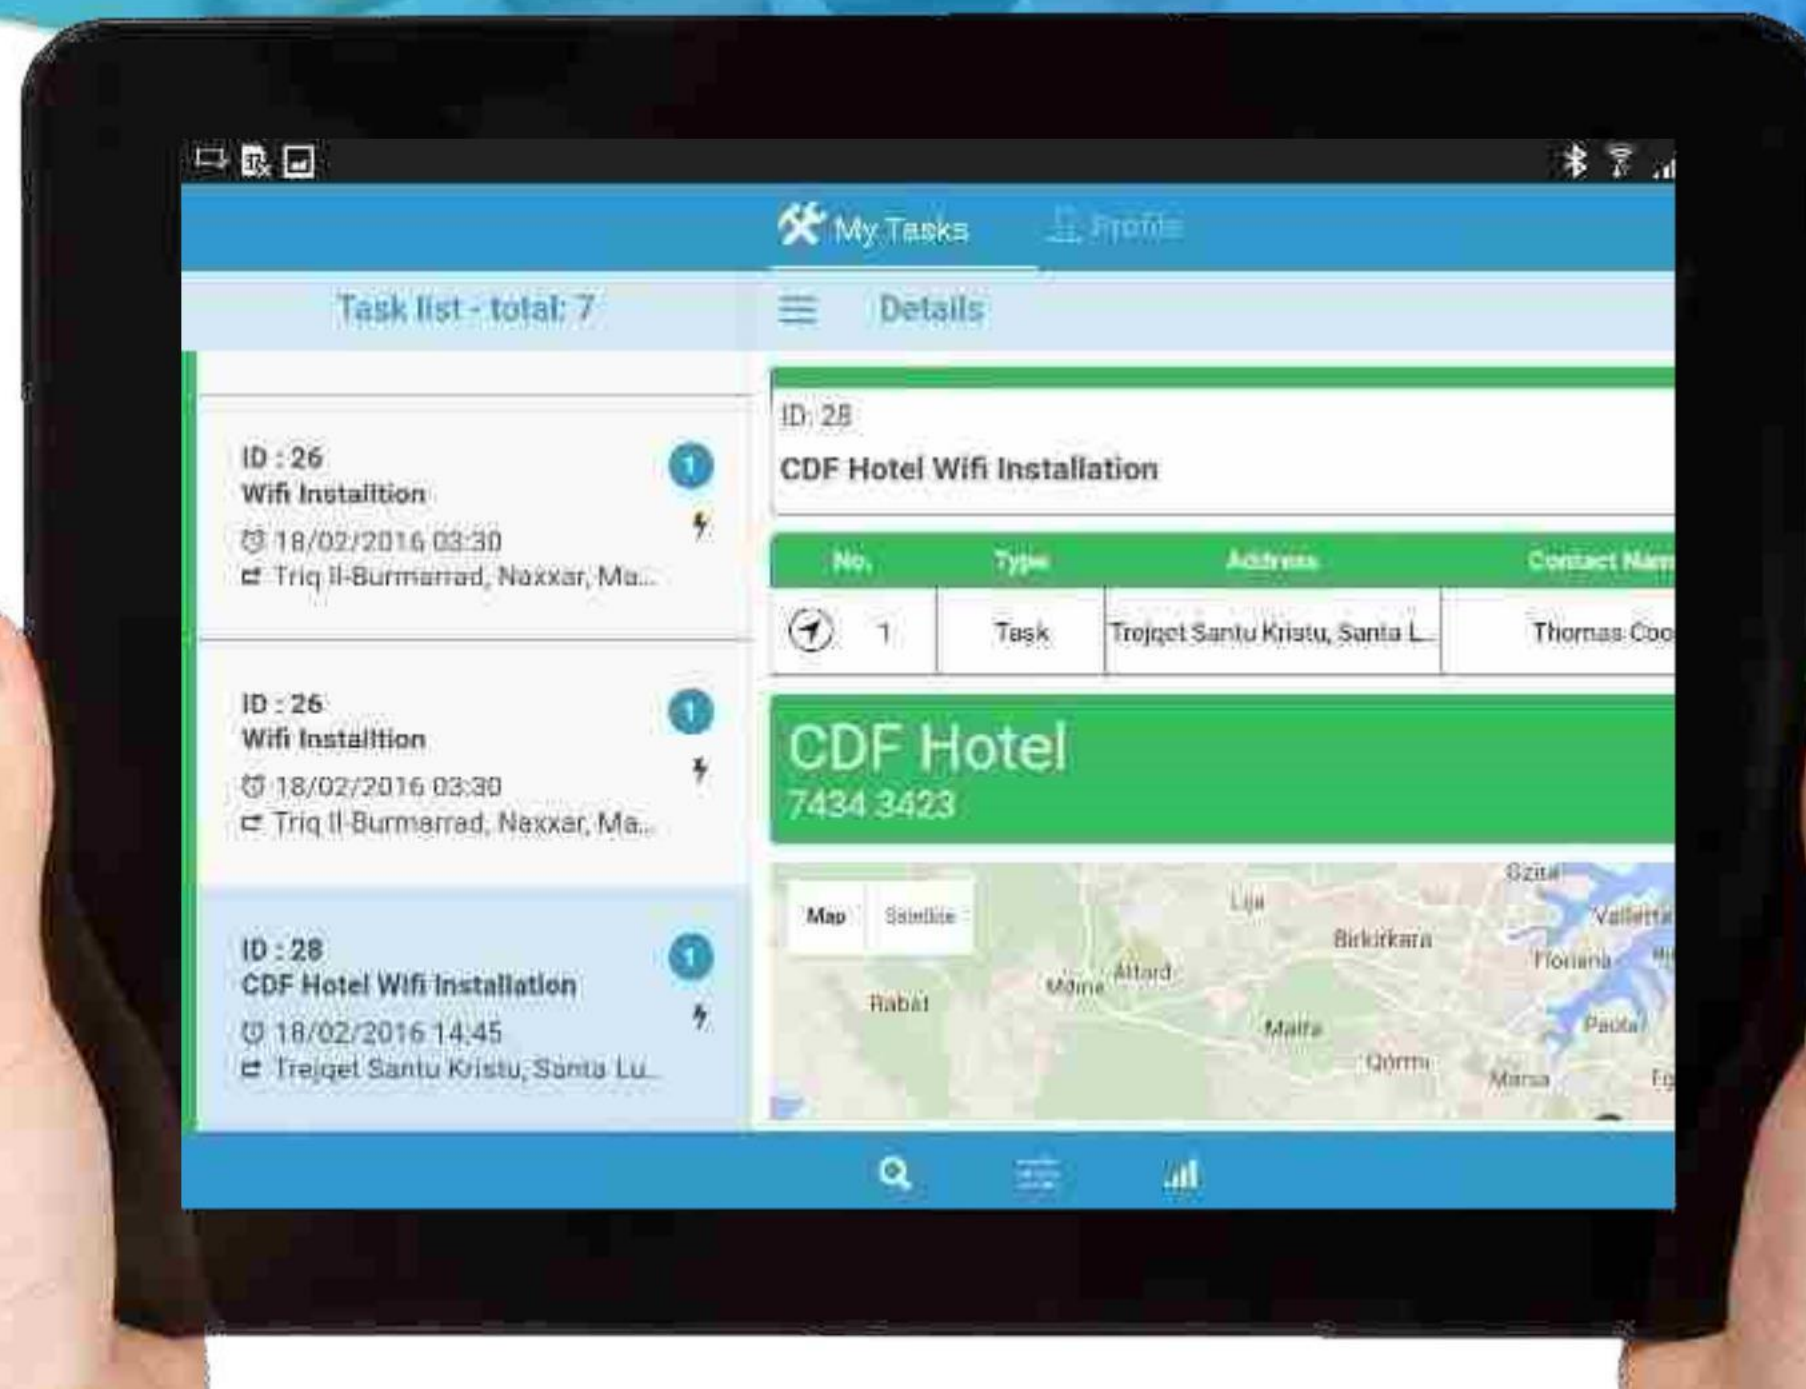 My Tasks
Profile
Task list - total: 7
Details
ID : 26
Wifi Installtion
18/02/2016 03:30
Triq Il-Burmarrad, Naxxar, Ma...
ID : 26
Wifi Installtion
18/02/2016 03:30
Triq Il-Burmarrad, Naxxar, Ma...
ID : 28
CDF Hotel Wifi Installation
18/02/2016 14:45
Trejqet Santu Kristu, Santa Lu...
ID: 28
CDF Hotel Wifi Installation
No. Type Address Contact Nam
1 Task Trejqet Santu Kristu, Santa L... Thomas Coo
CDF Hotel
7434 3423
Map Satellite
Gzira
Lija
Valletta
Birkirkara
Floriana
Attard
Mdina
Rabat
Paola
Qormi
Marsa
1
1
1